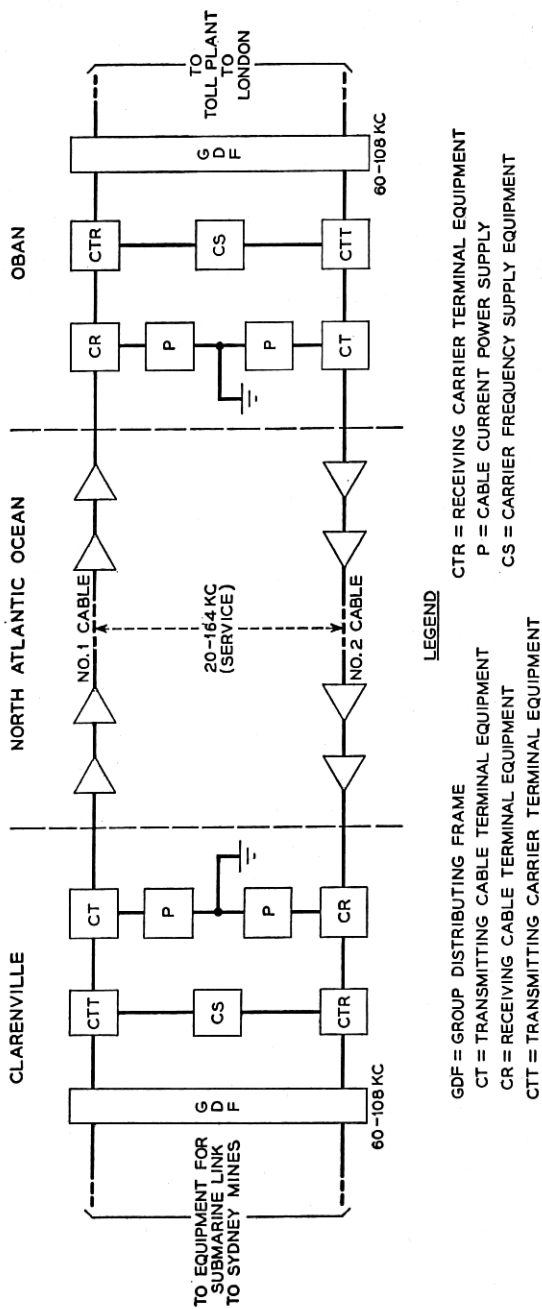 CLARENVILLE
NORTH ATLANTIC OCEAN
OBAN
TO EQUIPMENT FOR
SUBMARINE LINK
TO SYDNEY MINES
GDF
60-108 KC
CTT
CS
CTR
CT
P
P
CR
NO. 1 CABLE
20-164 KC
(SERVICE)
NO. 2 CABLE
CR
P
P
CT
CTR
CS
CTT
GDF
60-108 KC
TO
TOLL PLANT
TO
LONDON
LEGEND
GDF = GROUP DISTRIBUTING FRAME
CT = TRANSMITTING CABLE TERMINAL EQUIPMENT
CR = RECEIVING CABLE TERMINAL EQUIPMENT
CTT = TRANSMITTING CARRIER TERMINAL EQUIPMENT
CTR = RECEIVING CARRIER TERMINAL EQUIPMENT
P = CABLE CURRENT POWER SUPPLY
CS = CARRIER FREQUENCY SUPPLY EQUIPMENT